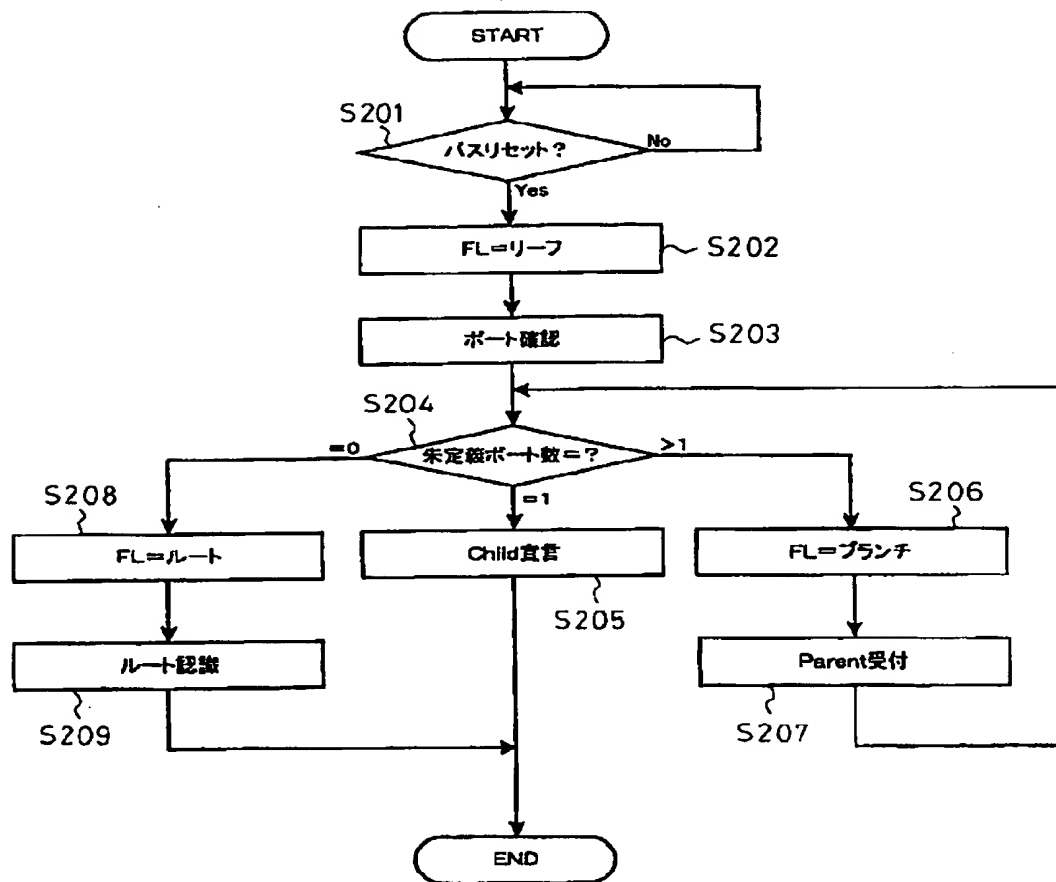 START
S201
バスリセット?
No
Yes
FL=リーフ
S202
ポート確認
S203
S204
=0
未定義ポート数=?
>1
=1
S208
FL=ルート
Child宣言
S205
S206
FL=ブランチ
ルート認識
S209
Parent受付
S207
END